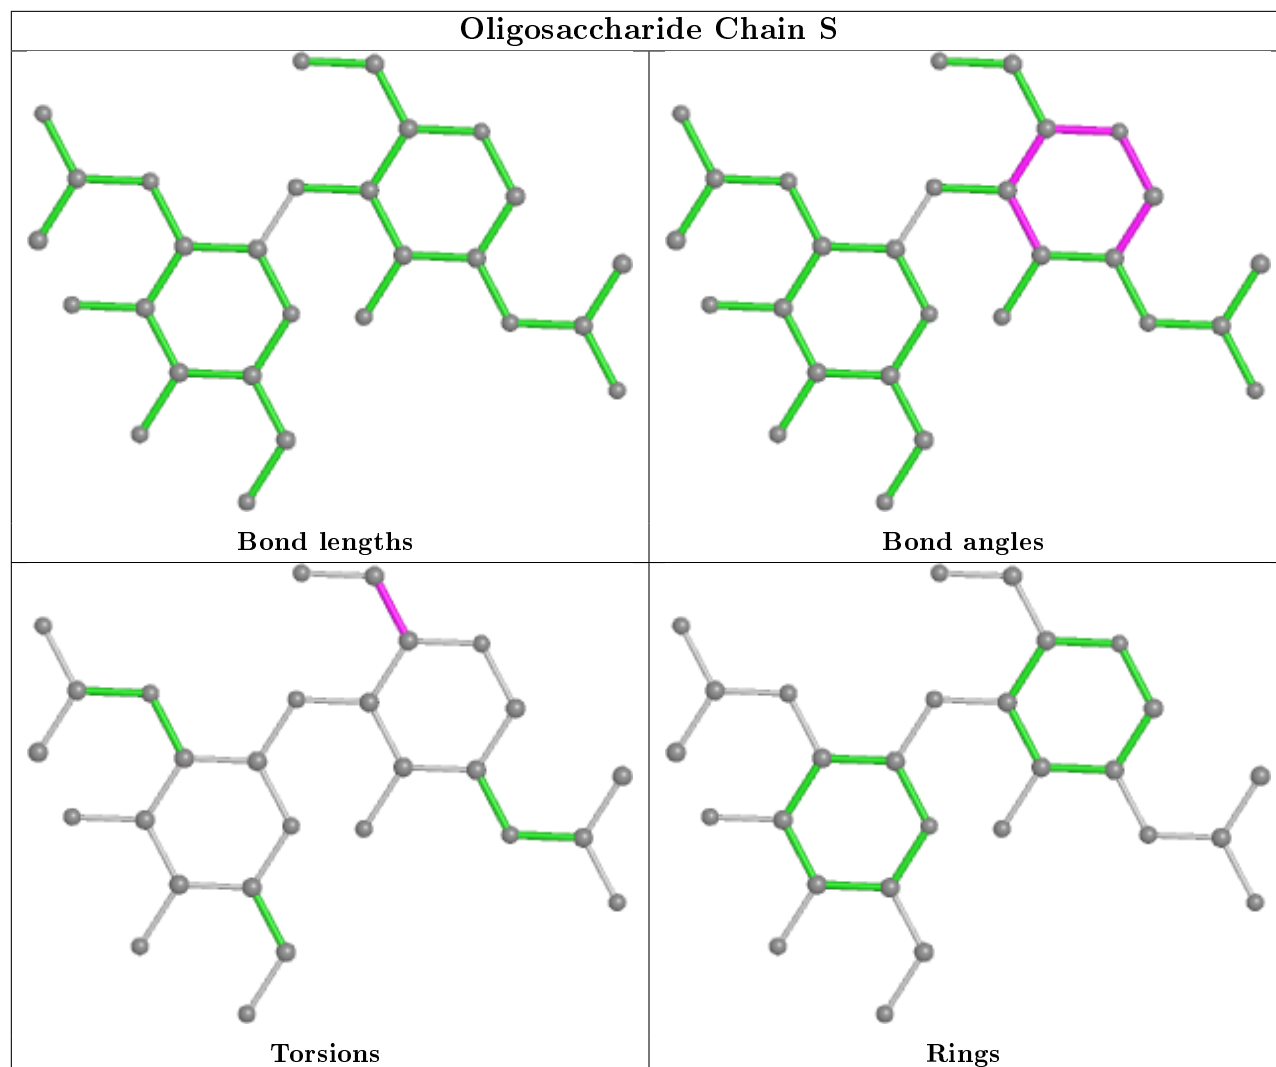 Oligosaccharide Chain S
Bond lengths
Bond angles
Torsions
Rings